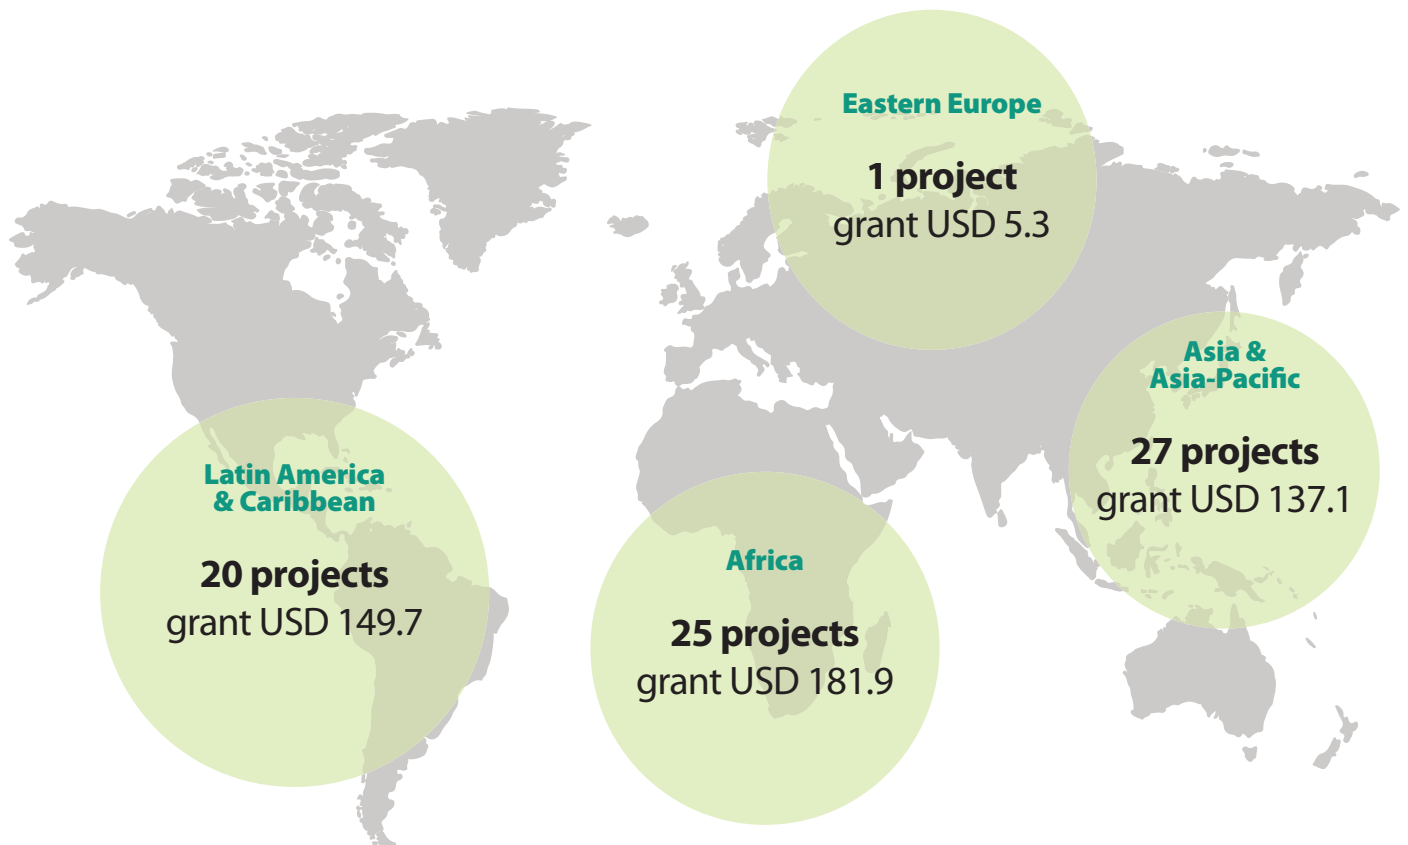 Eastern Europe
1 project
grant USD 5.3
Asia &
Asia-Pacific
27 projects
grant USD 137.1
Latin America
& Caribbean
20 projects
grant USD 149.7
Africa
25 projects
grant USD 181.9